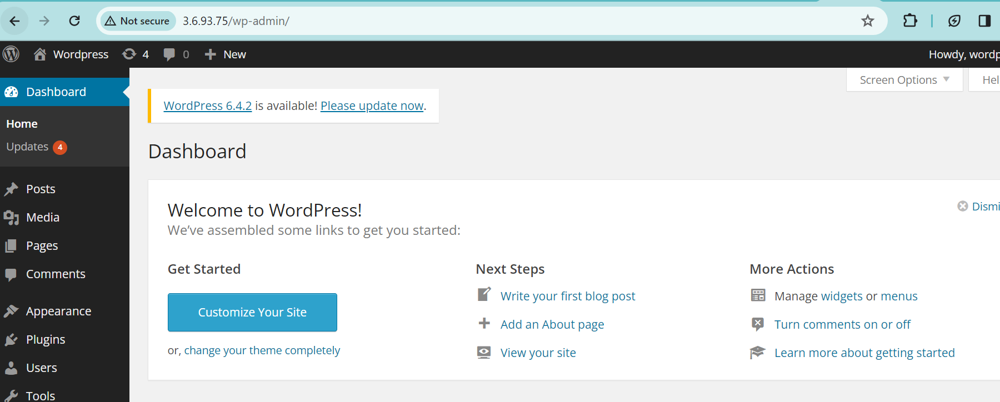 Not secure 3.6.93.75/wp-admin/
Wordpress 4 0 New
Howdy, wordp
Screen Options Hel
Dashboard
WordPress 6.4.2 is available! Please update now.
Home
Updates 4
Dashboard
Posts
Media
Pages
Comments
Appearance
Plugins
Users
Tools
Welcome to WordPress!
Dismi
We've assembled some links to get you started:
Get Started
Customize Your Site
or, change your theme completely
Next Steps
Write your first blog post
Add an About page
View your site
More Actions
Manage widgets or menus
Turn comments on or off
Learn more about getting started